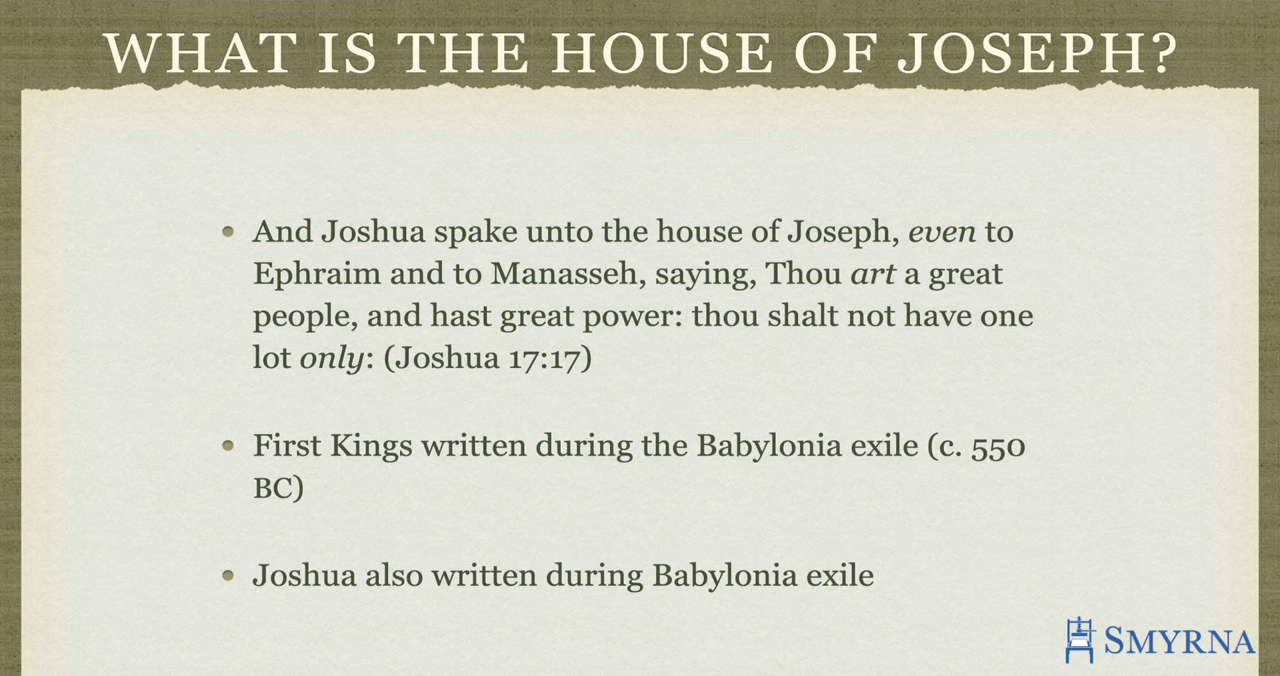 WHAT IS THE HOUSE OF JOSEPH?
• And Joshua spake unto the house of Joseph, even to
Ephraim and to Manasseh, saying, Thou art a great
people, and hast great power: thou shalt not have one
lot only: (Joshua 17:17)
• First Kings written during the Babylonia exile (c. 550
BC)
• Joshua also written during Babylonia exile
SMYRNA